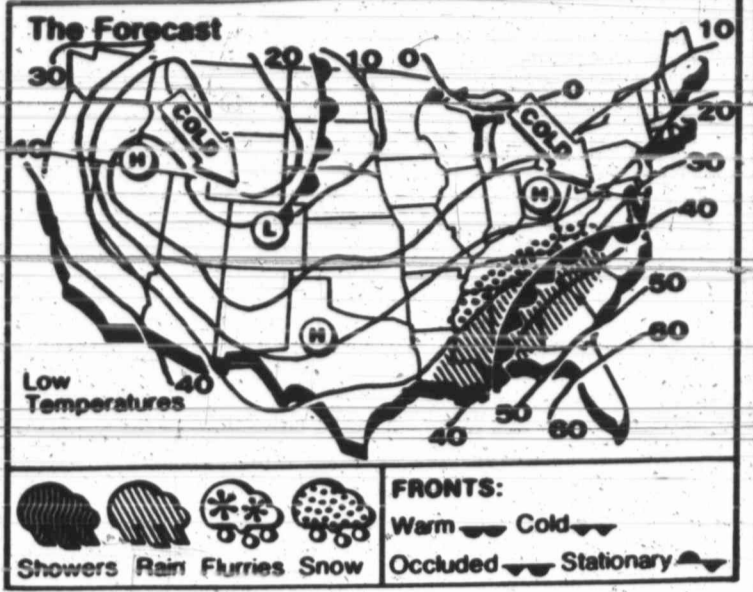 The Forecast
10
20
10
0
30
0
COLD
COLD
20
40
H
30
H
40
L
50
H
60
Low
Temperatures
40
40
50
60
FRONTS:
Warm Cold
Showers Rain Flurries Snow
Occluded Stationary